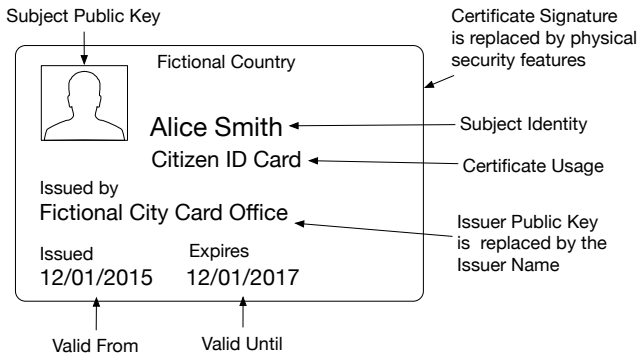 Subject Public Key
Certificate Signature
is replaced by physical
security features
Fictional Country
Alice Smith
Subject Identity
Citizen ID Card
Certificate Usage
Issued by
Fictional City Card Office
Issuer Public Key
is replaced by the
Issuer Name
Issued
Expires
12/01/2015
12/01/2017
Valid From
Valid Until